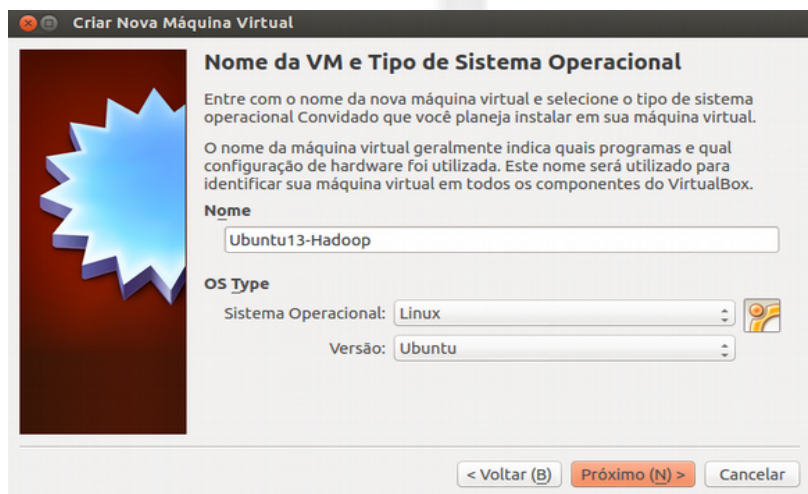 Criar Nova Máquina Virtual
Nome da VM e Tipo de Sistema Operacional
Entre com o nome da nova máquina virtual e selecione o tipo de sistema
operacional Convidado que você planeja instalar em sua máquina virtual.
O nome da máquina virtual geralmente indica quais programas e qual
configuração de hardware foi utilizada. Este nome será utilizado para
identificar sua máquina virtual em todos os componentes do VirtualBox.
Nome
Ubuntu13-Hadoop
OS Type
Sistema Operacional: Linux
Versão: Ubuntu
< Voltar (B) Próximo (N) > Cancelar